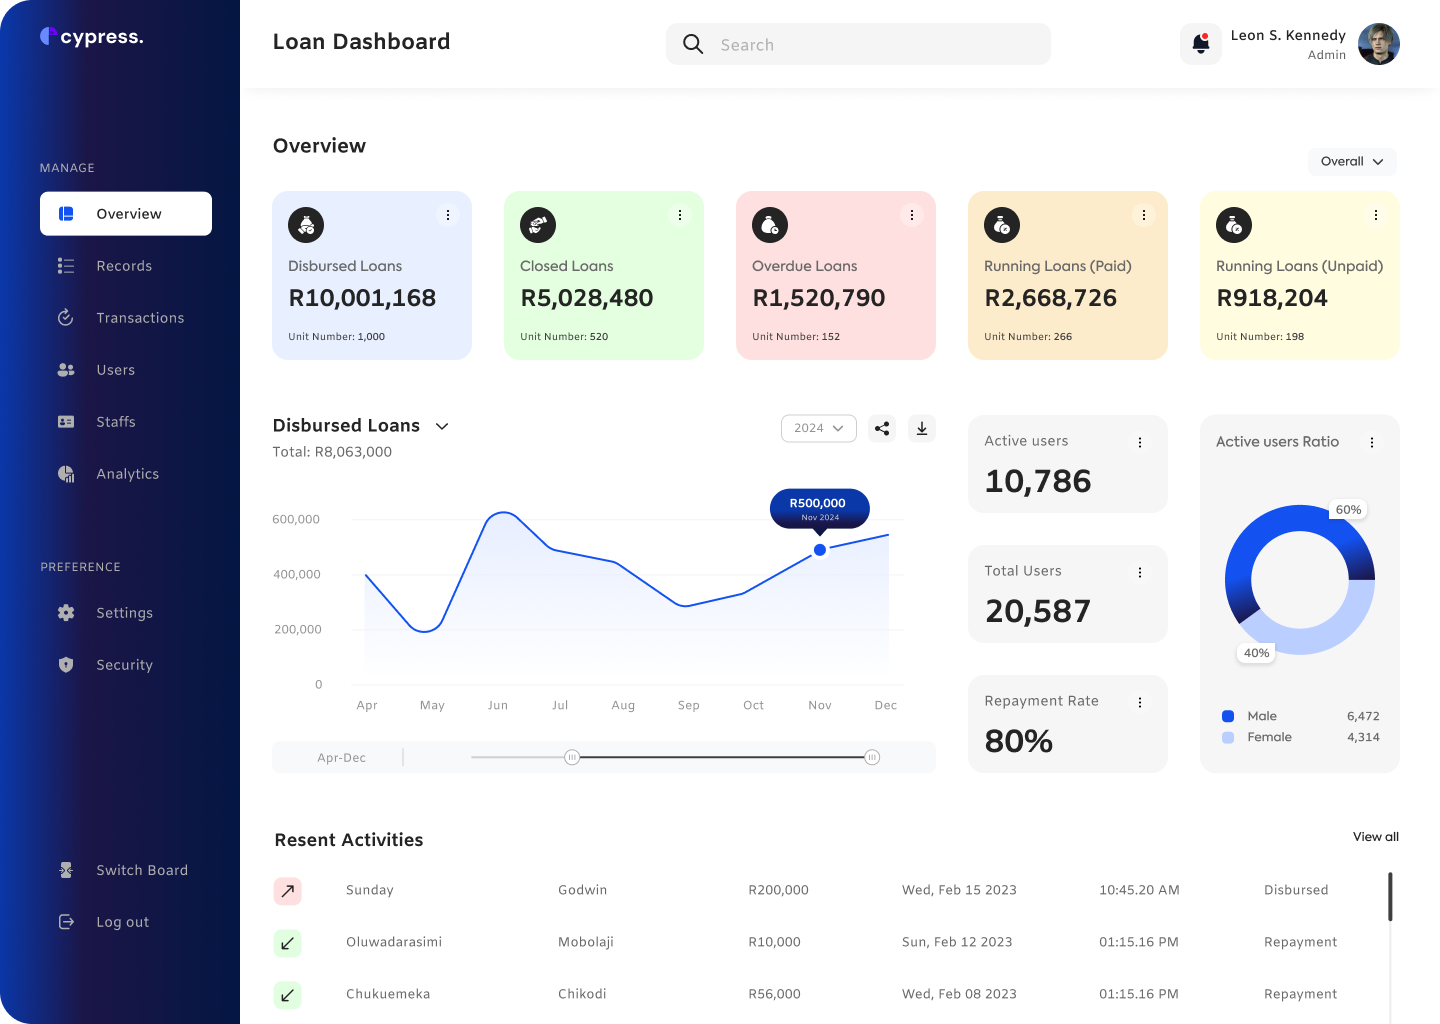 cypress.
Loan Dashboard
Search
Leon S. Kennedy
Admin
MANAGE
Overview
Records
Transactions
Users
Staffs
Analytics
PREFERENCE
Settings
Security
Switch Board
Log out
Overview
Overall
Disbursed Loans
R10,001,168
Unit Number: 1,000
Closed Loans
R5,028,480
Unit Number: 520
Overdue Loans
R1,520,790
Unit Number: 152
Running Loans (Paid)
R2,668,726
Unit Number: 266
Running Loans (Unpaid)
R918,204
Unit Number: 198
Disbursed Loans
Total: R8,063,000
2024
600,000
400,000
200,000
0
R500,000
Nov 2024
Apr May Jun Jul Aug Sep Oct Nov Dec
Apr-Dec
Active users
10,786
Total Users
20,587
Repayment Rate
80%
Active users Ratio
60%
40%
Male 6,472
Female 4,314
Resent Activities
View all
Sunday Godwin R200,000 Wed, Feb 15 2023 10:45.20 AM Disbursed
Oluwadarasimi Mobolaji R10,000 Sun, Feb 12 2023 01:15.16 PM Repayment
Chukuemeka Chikodi R56,000 Wed, Feb 08 2023 01:15.16 PM Repayment